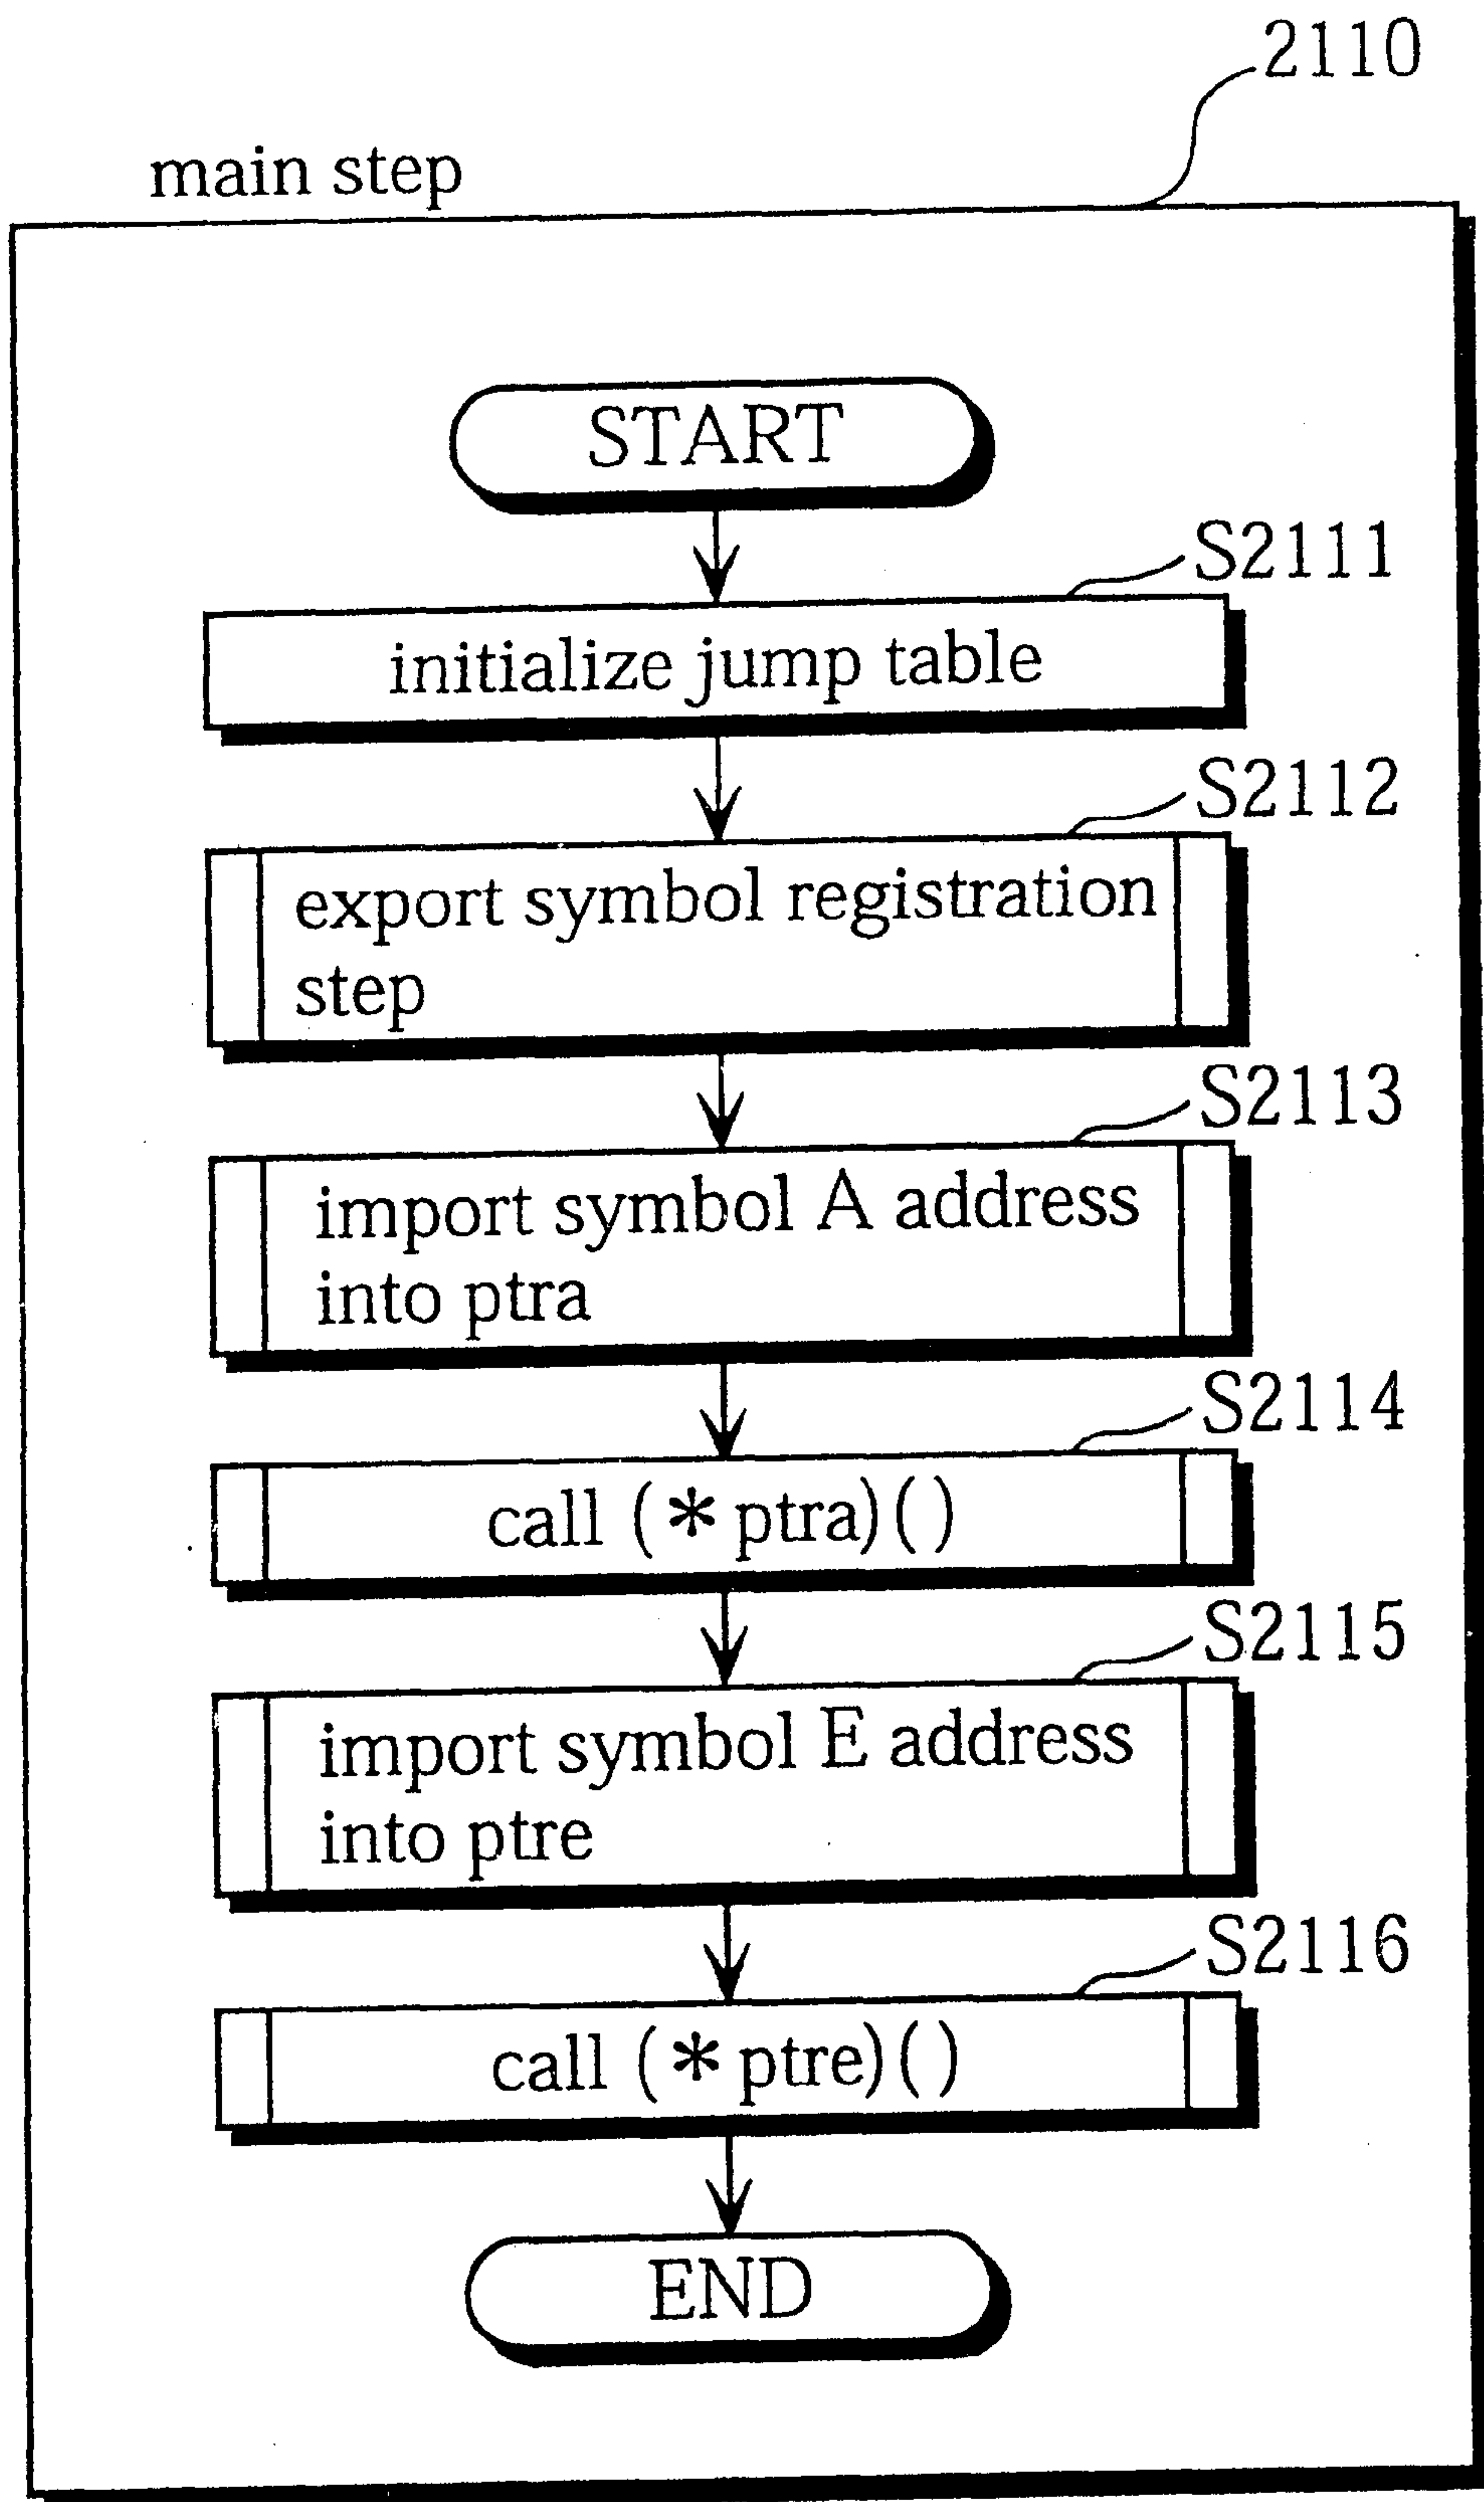 2110
main step
START
S2111
initialize jump table
S2112
export symbol registration
step
S2113
import symbol A address
into ptra
S2114
call (*ptra)()
S2115
import symbol E address
into ptre
S2116
call (*ptre)()
END